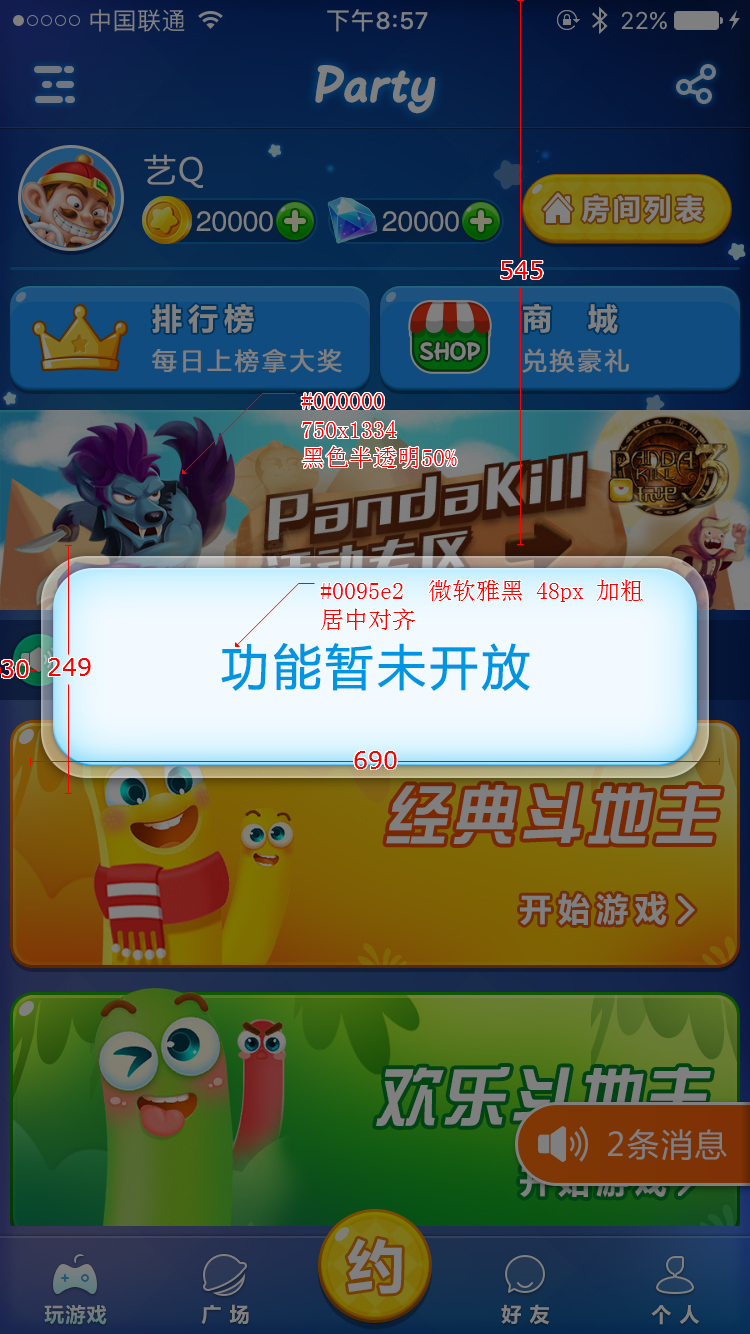 中国联通 下午8:57 22%
Party
艺Q
20000 20000 房间列表
545
排行榜 商 城
每日上榜拿大奖 SHOP 兑换豪礼
#000000
750x1334
黑色半透明50%
PANDA KILL 3
PandaKill
活动专区
#0095e2 微软雅黑 48px 加粗
居中对齐
30 249
功能暂未开放
690
经典斗地主
开始游戏
欢乐斗地主
2条消息
开始游戏
约
玩游戏 广场 好友 个人